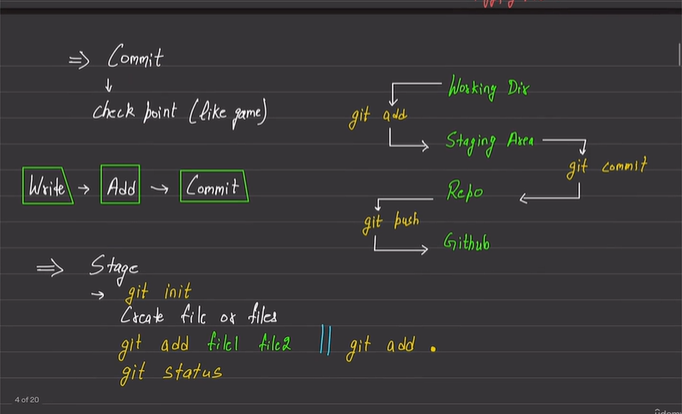 ⇒ Commit
↓
check point (like game)
Write → Add → Commit
Working Dir
git add
Staging Area
git commit
Repo
git push
Github
⇒ Stage
→ git init
Create file or files
git add file1 file2 || git add .
git status
4 of 20